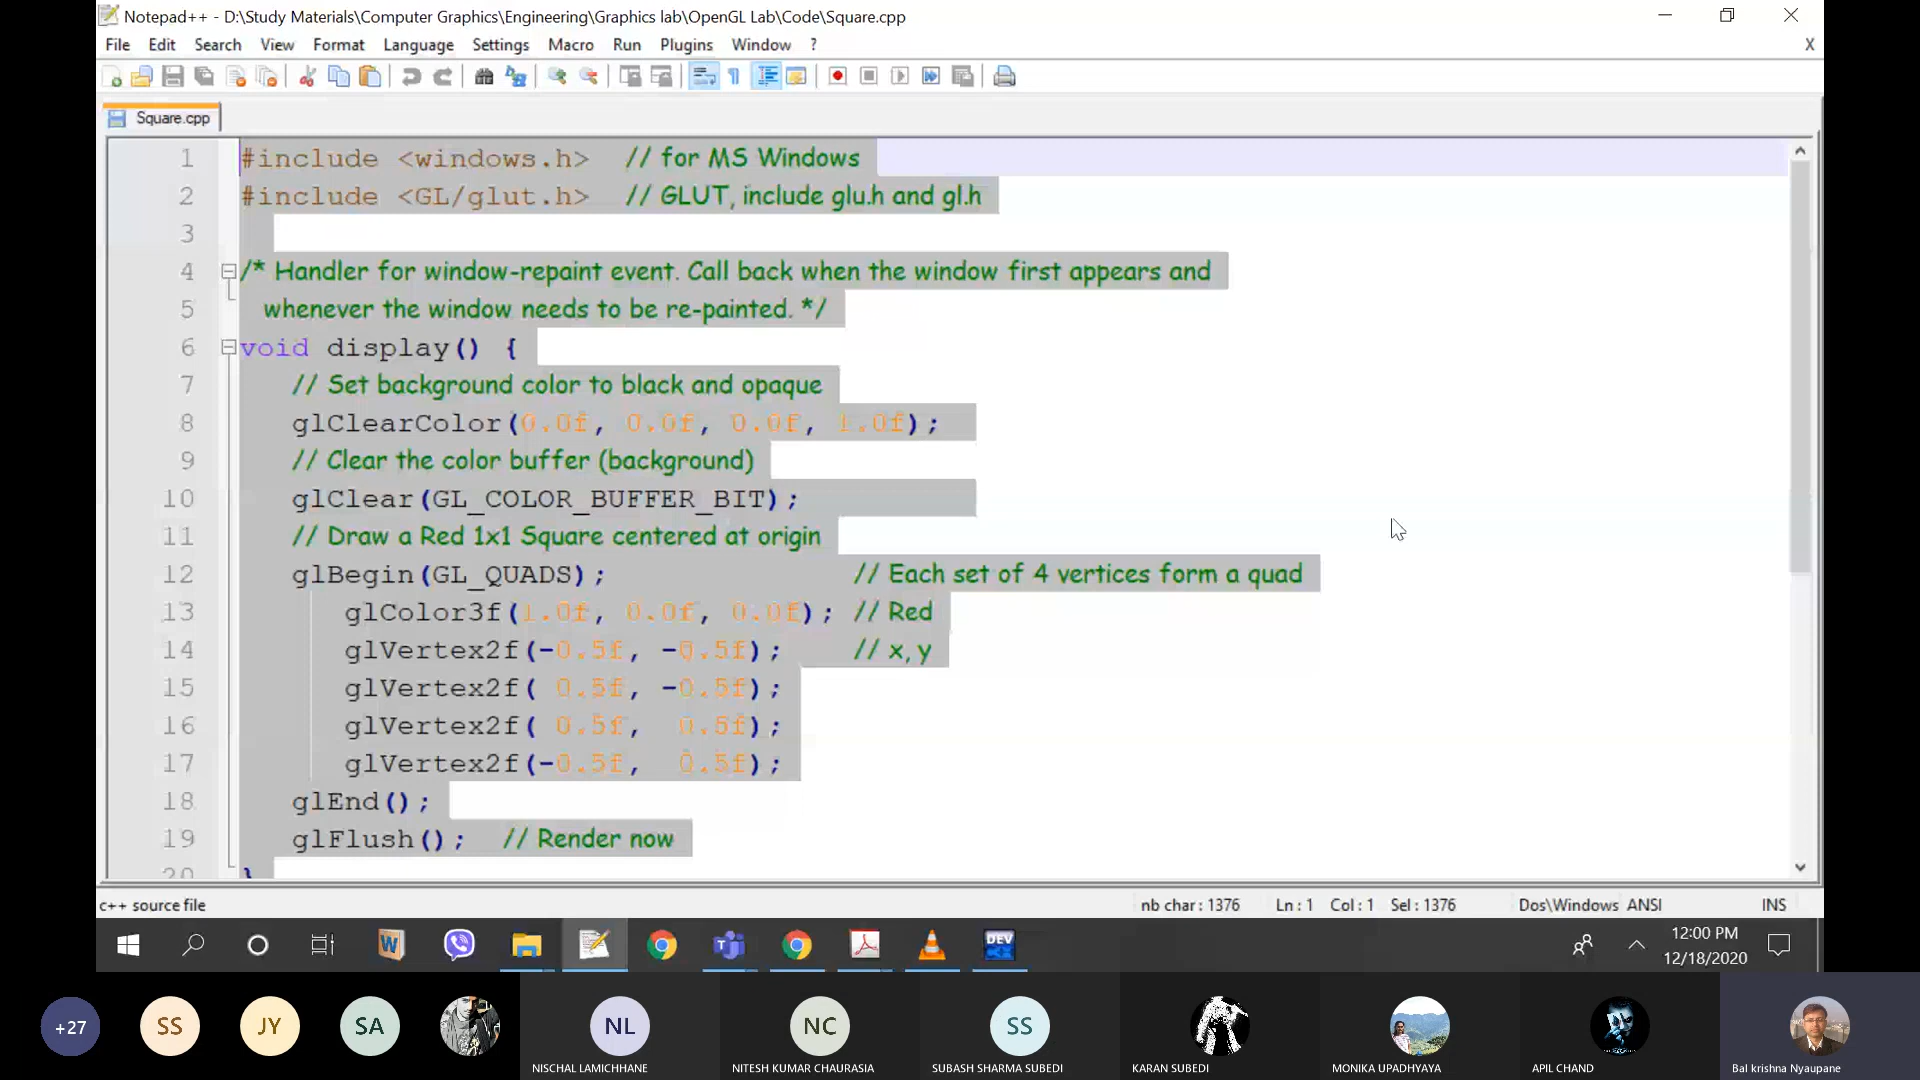 Notepad++ - D:\Study Materials\Computer Graphics\Engineering\Graphics lab\OpenGL Lab\Code\Square.cpp
File Edit Search View Format Language Settings Macro Run Plugins Window ? X
Square.cpp
1 #include <windows.h> // for MS Windows
2 #include <GL/glut.h> // GLUT, include glu.h and gl.h
3
4 /* Handler for window-repaint event. Call back when the window first appears and
5 whenever the window needs to be re-painted. */
6 void display() {
7 // Set background color to black and opaque
8 glClearColor(0.0f, 0.0f, 0.0f, 1.0f);
9 // Clear the color buffer (background)
10 glClear(GL_COLOR_BUFFER_BIT);
11 // Draw a Red 1x1 Square centered at origin
12 glBegin(GL_QUADS); // Each set of 4 vertices form a quad
13 glColor3f(1.0f, 0.0f, 0.0f); // Red
14 glVertex2f(-0.5f, -0.5f); // x, y
15 glVertex2f( 0.5f, -0.5f);
16 glVertex2f( 0.5f, 0.5f);
17 glVertex2f(-0.5f, 0.5f);
18 glEnd();
19 glFlush(); // Render now
20 }
c++ source file nb char : 1376 Ln : 1 Col : 1 Sel : 1376 Dos\Windows ANSI INS
W DEV 12:00 PM
12/18/2020
+27 SS JY SA NL NC SS
NISCHAL LAMICHHANE NITESH KUMAR CHAURASIA SUBASH SHARMA SUBEDI KARAN SUBEDI MONIKA UPADHYAYA APIL CHAND Bal krishna Nyaupane